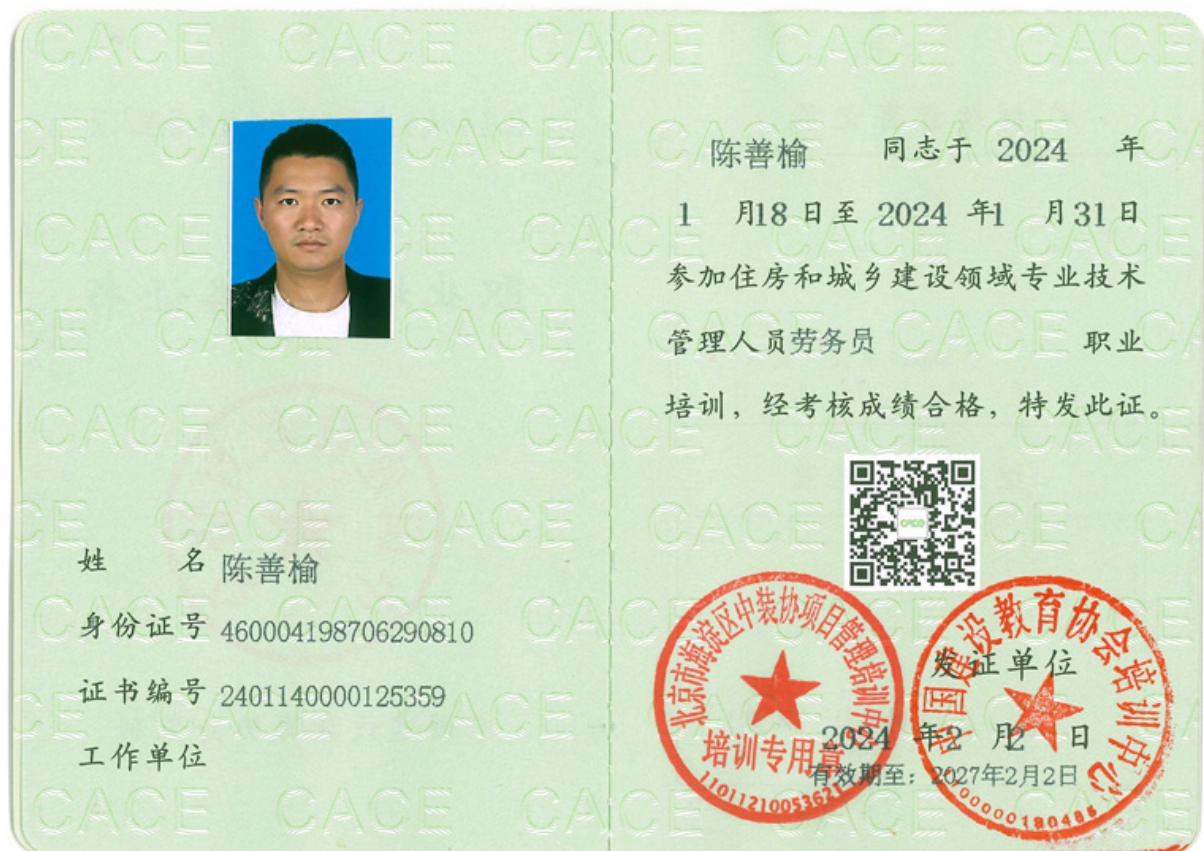 陈善榆 同志于 2024 年
1 月18日至 2024 年1 月31日
参加住房和城乡建设领域专业技术
管理人员劳务员 职业
培训，经考核成绩合格，特发此证。
姓 名 陈善榆
身份证号 460004198706290810
证书编号 2401140000125359
工作单位
北京市海淀区中装协项目管理培训中心
培训专用章
1101121005362
中国建设教育协会培训中心
发证单位
2024 年2 月2 日
有效期至：2027年2月2日
CACE